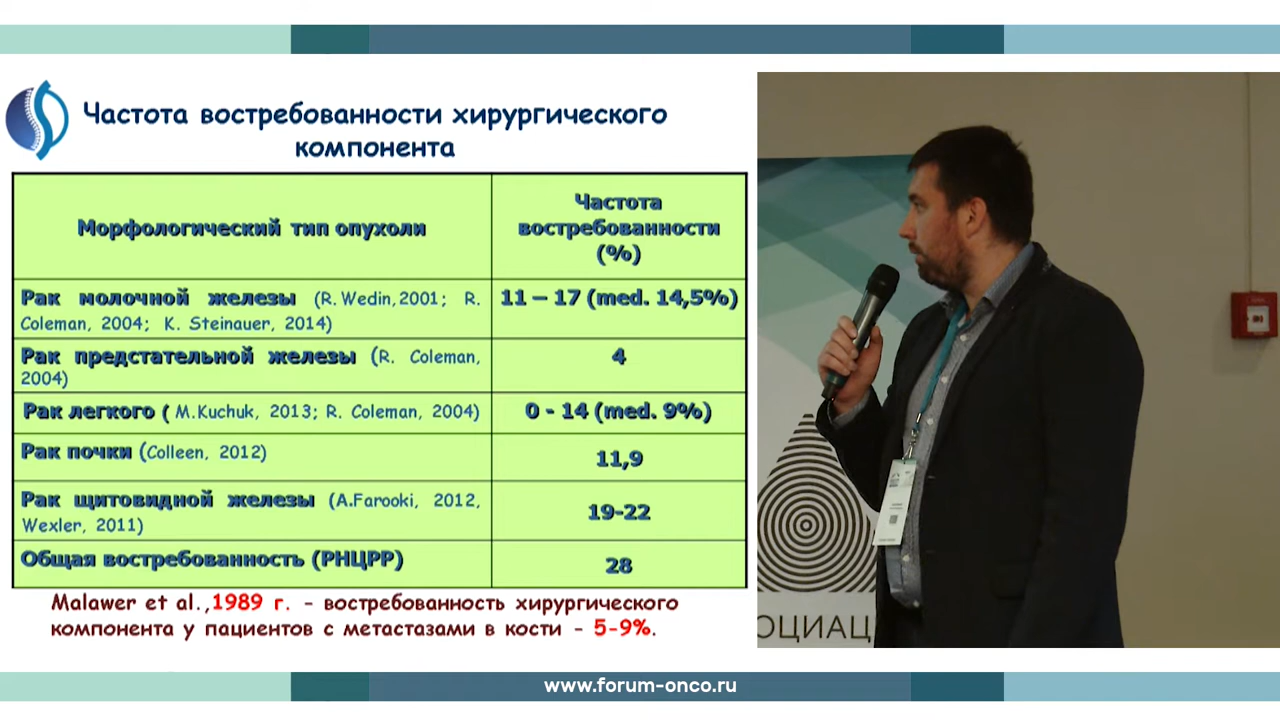 Частота востребованности хирургического
компонента
Морфологический тип опухоли
Частота
востребованности
(%)
Рак молочной железы (R. Wedin,2001; R.
Coleman, 2004; K. Steinauer, 2014)
11 – 17 (med. 14,5%)
Рак предстательной железы (R. Coleman,
2004)
4
Рак легкого ( M.Kuchuk, 2013; R. Coleman, 2004)
0 - 14 (med. 9%)
Рак почки (Colleen, 2012)
11,9
Рак щитовидной железы (A.Farooki, 2012,
Wexler, 2011)
19-22
Общая востребованность (РНЦРР)
28
Malawer et al.,1989 г. - востребованность хирургического
компонента у пациентов с метастазами в кости - 5-9%.
ОЦИАЦ
www.forum-onco.ru